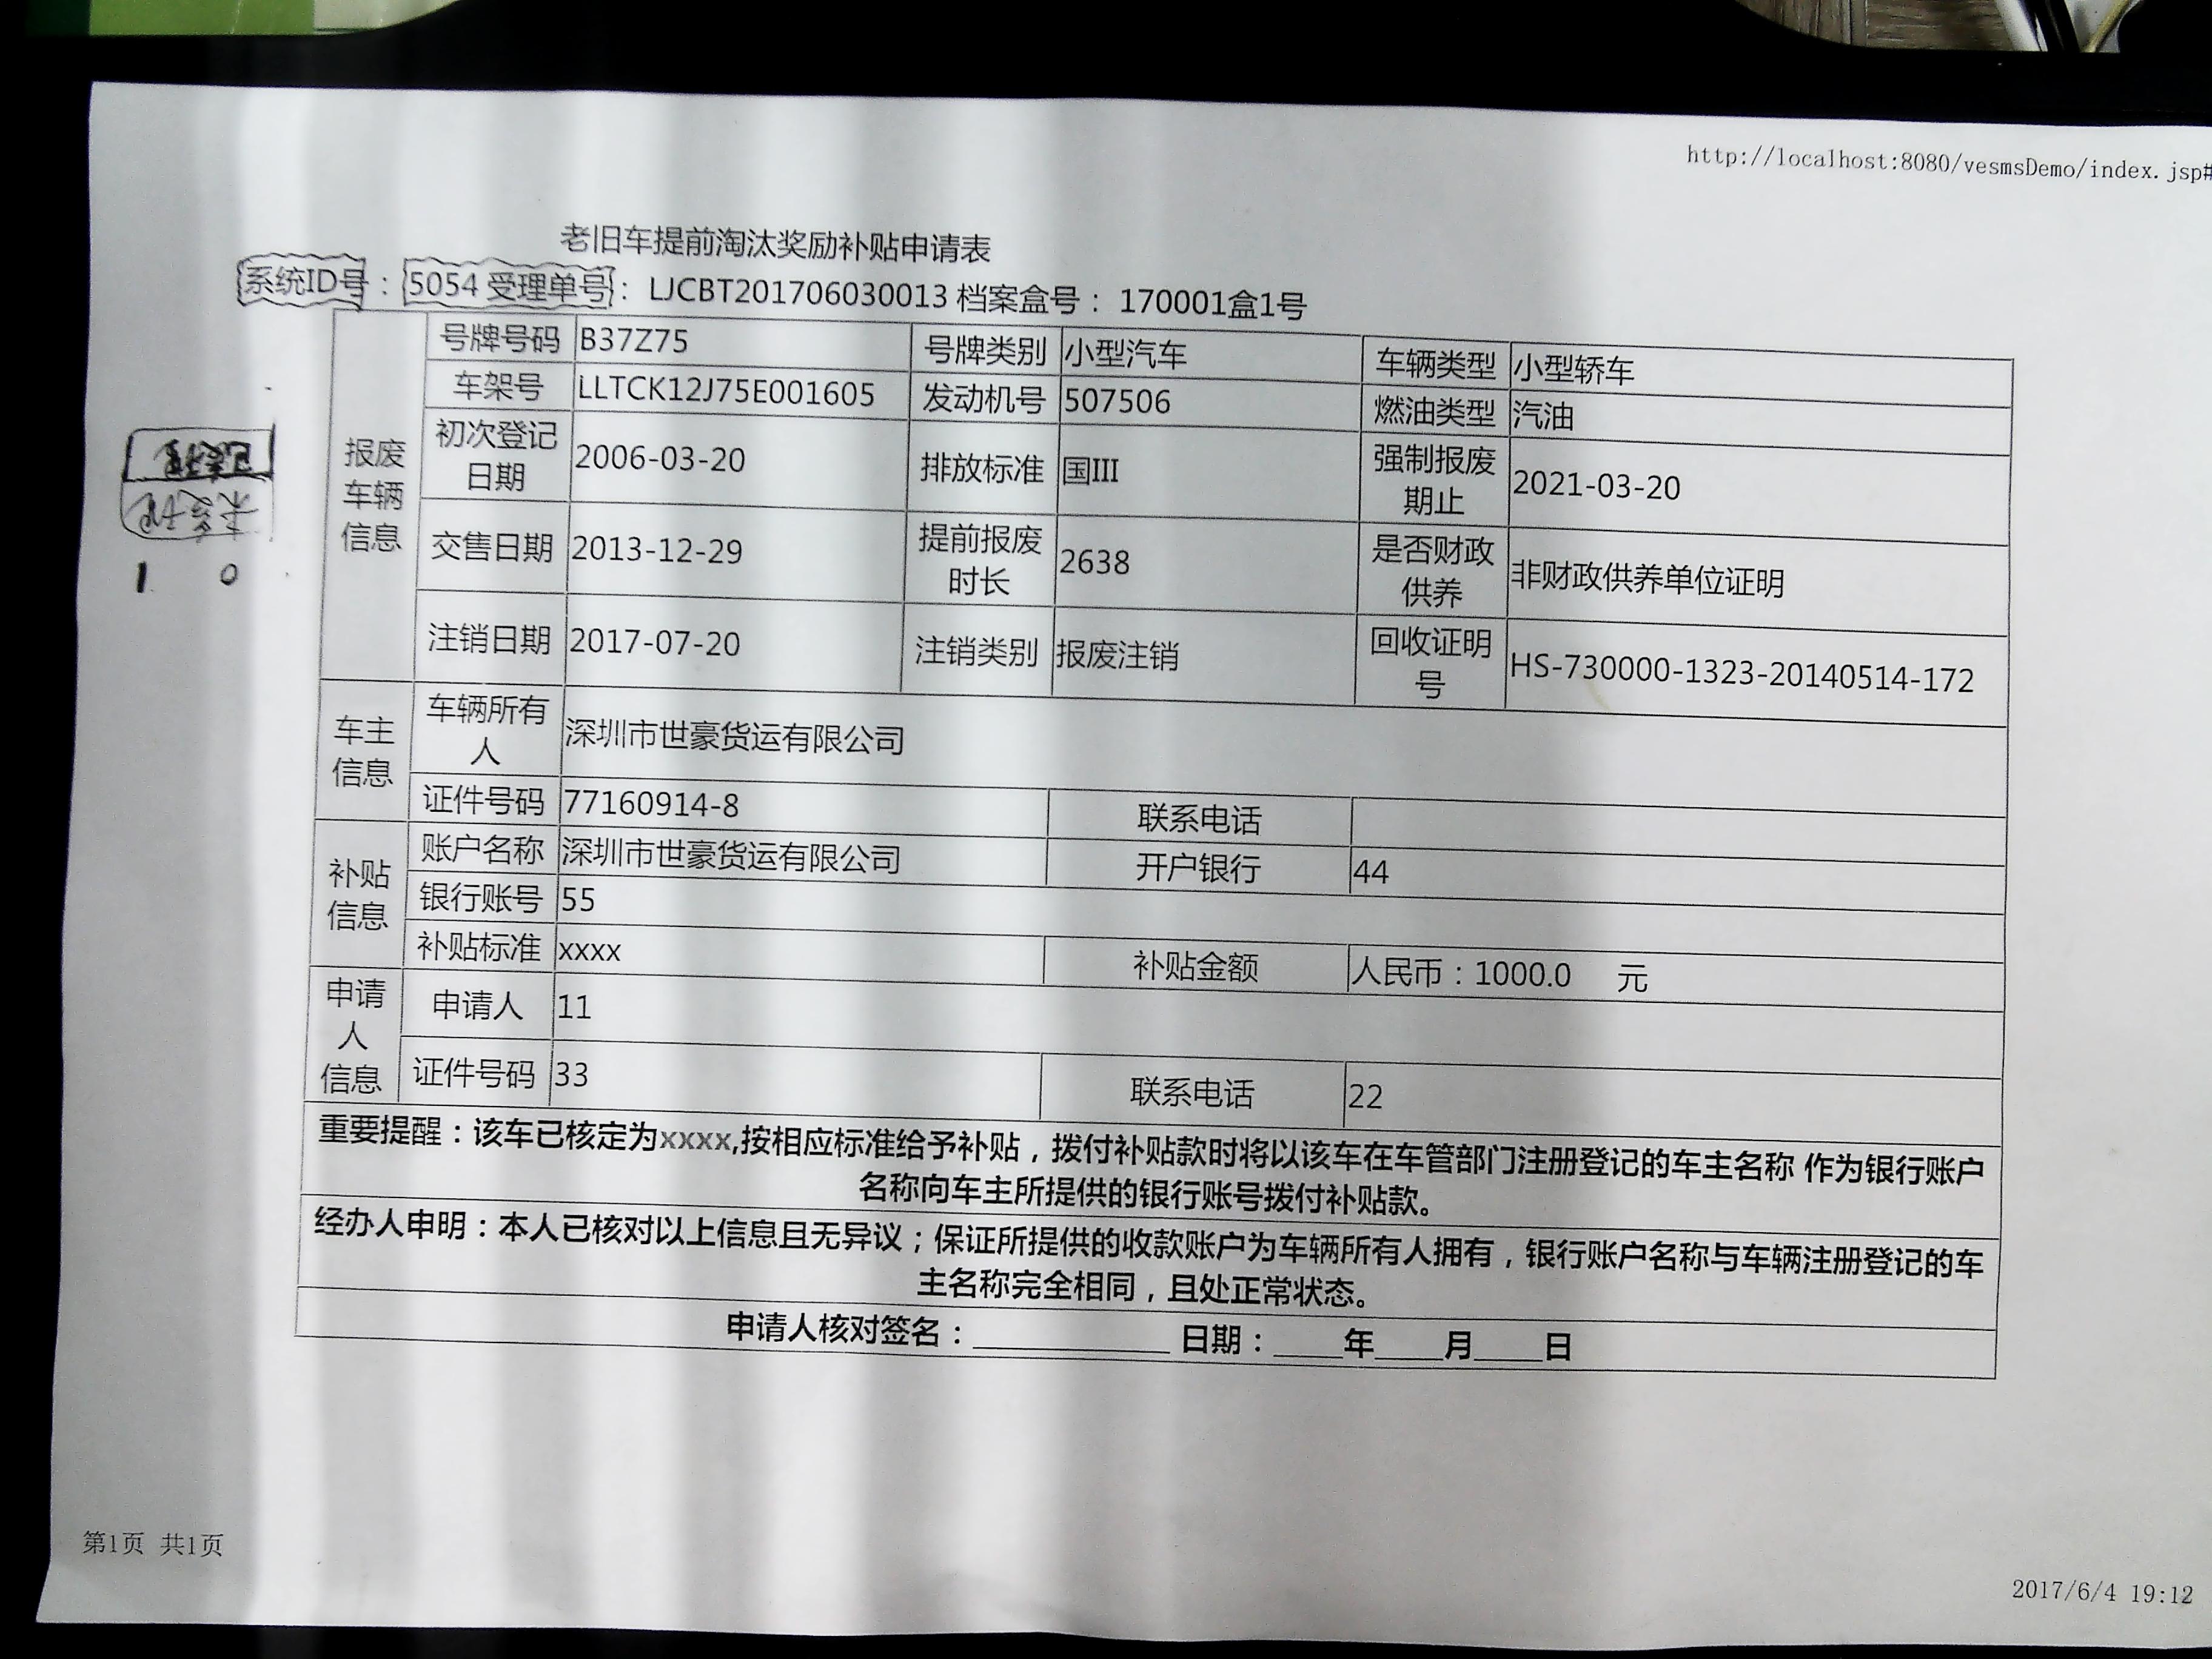 http://localhost:8080/vesmsDemo/index.jsp#
老旧车提前淘汰奖励补贴申请表
系统ID号：5054 受理单号：LJCBT201706030013 档案盒号：170001盒1号
报废车辆信息
号牌号码 B37Z75 号牌类别 小型汽车 车辆类型 小型轿车
车架号 LLTCK12J75E001605 发动机号 507506 燃油类型 汽油
初次登记日期 2006-03-20 排放标准 国III 强制报废期止 2021-03-20
交售日期 2013-12-29 提前报废时长 2638 是否财政供养 非财政供养单位证明
注销日期 2017-07-20 注销类别 报废注销 回收证明号 HS-730000-1323-20140514-172
车主信息
车辆所有人 深圳市世豪货运有限公司
证件号码 77160914-8 联系电话
补贴信息
账户名称 深圳市世豪货运有限公司 开户银行 44
银行账号 55
补贴标准 xxxx 补贴金额 人民币：1000.0 元
申请人信息
申请人 11
证件号码 33 联系电话 22
重要提醒：该车已核定为xxxx,按相应标准给予补贴，拨付补贴款时将以该车在车管部门注册登记的车主名称 作为银行账户
名称向车主所提供的银行账号拨付补贴款。
经办人申明：本人已核对以上信息且无异议；保证所提供的收款账户为车辆所有人拥有，银行账户名称与车辆注册登记的车
主名称完全相同，且处正常状态。
申请人核对签名：____________ 日期：____年____月____日
1 0
第1页 共1页
2017/6/4 19:12